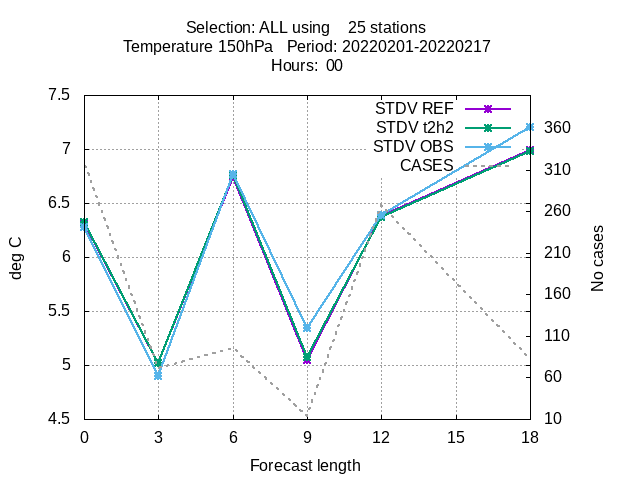 Selection: ALL using    25 stations
Temperature 150hPa   Period: 20220201-20220217
Hours:  00
7.5
7
6.5
6
5.5
5
4.5
deg C
STDV REF
STDV t2h2
STDV OBS
CASES
360
310
260
210
160
110
60
10
No cases
0 3 6 9 12 15 18
Forecast length